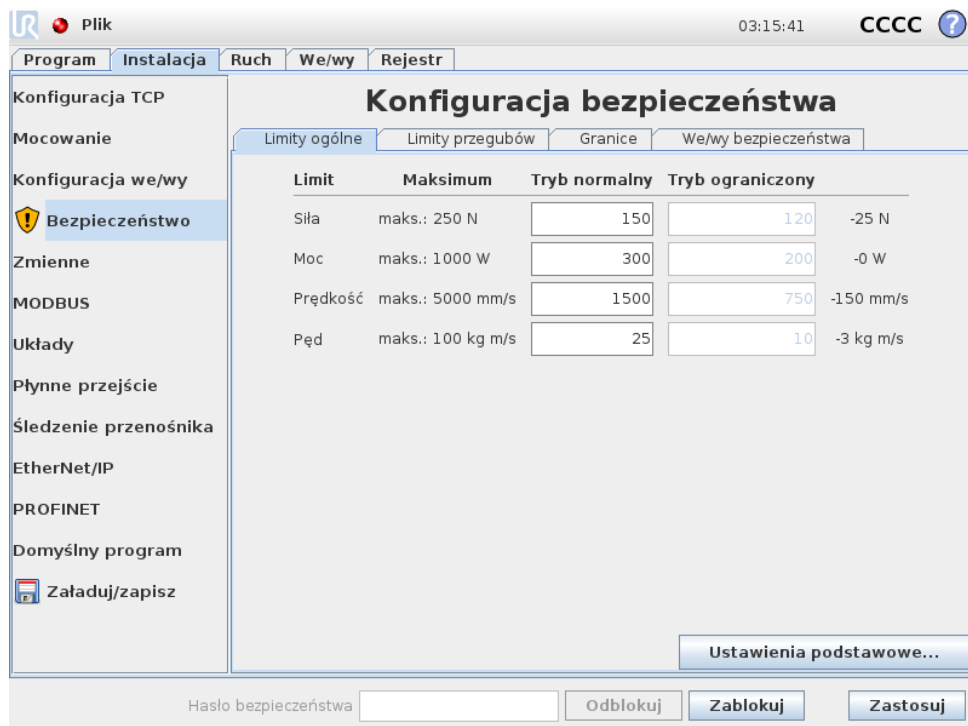 UR Plik 03:15:41 CCCC ?
Program Instalacja Ruch We/wy Rejestr
Konfiguracja TCP
Mocowanie
Konfiguracja we/wy
Bezpieczeństwo
Zmienne
MODBUS
Układy
Płynne przejście
Śledzenie przenośnika
EtherNet/IP
PROFINET
Domyślny program
Załaduj/zapisz
Konfiguracja bezpieczeństwa
Limity ogólne Limity przegubów Granice We/wy bezpieczeństwa
Limit Maksimum Tryb normalny Tryb ograniczony
Siła maks.: 250 N 150 120 -25 N
Moc maks.: 1000 W 300 200 -0 W
Prędkość maks.: 5000 mm/s 1500 750 -150 mm/s
Pęd maks.: 100 kg m/s 25 10 -3 kg m/s
Ustawienia podstawowe...
Hasło bezpieczeństwa Odblokuj Zablokuj Zastosuj